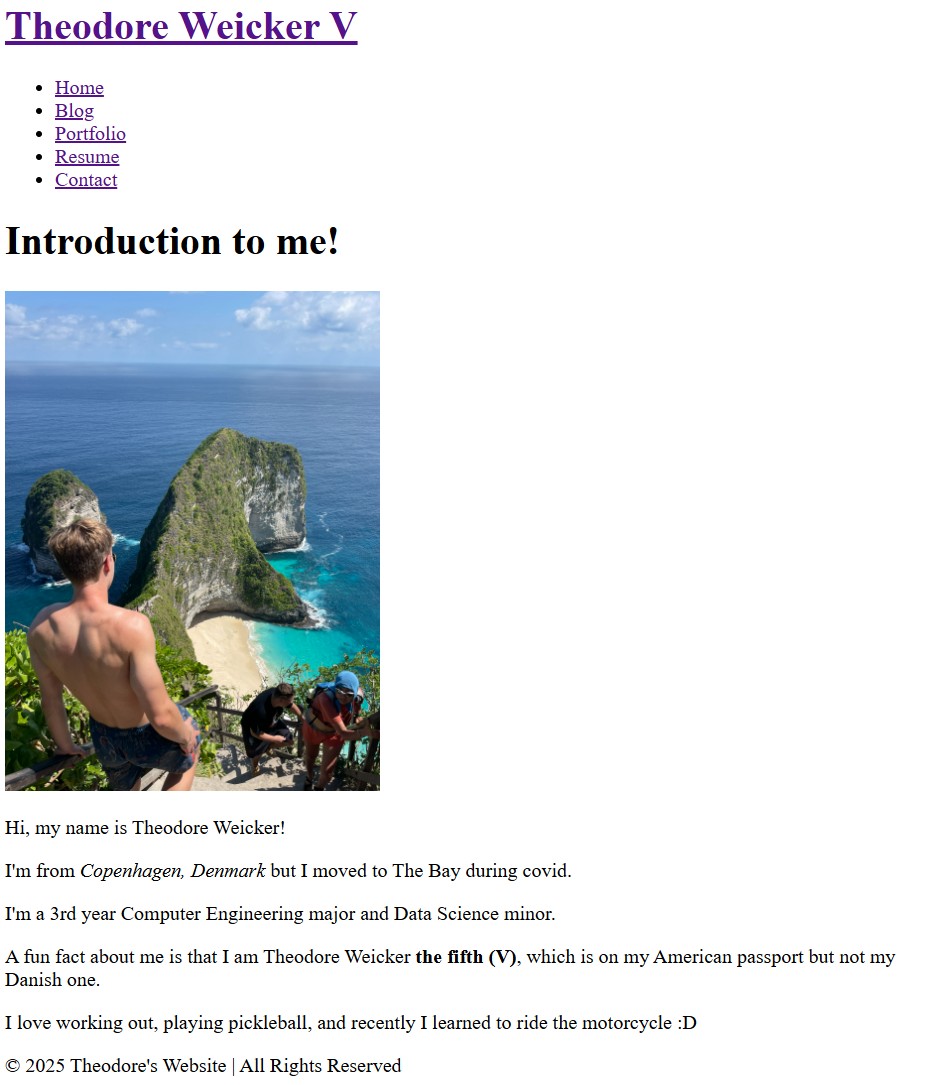 Theodore Weicker V
Home
Blog
Portfolio
Resume
Contact
Introduction to me!
Hi, my name is Theodore Weicker!
I'm from Copenhagen, Denmark but I moved to The Bay during covid.
I'm a 3rd year Computer Engineering major and Data Science minor.
A fun fact about me is that I am Theodore Weicker the fifth (V), which is on my American passport but not my
Danish one.
I love working out, playing pickleball, and recently I learned to ride the motorcycle :D
© 2025 Theodore's Website | All Rights Reserved